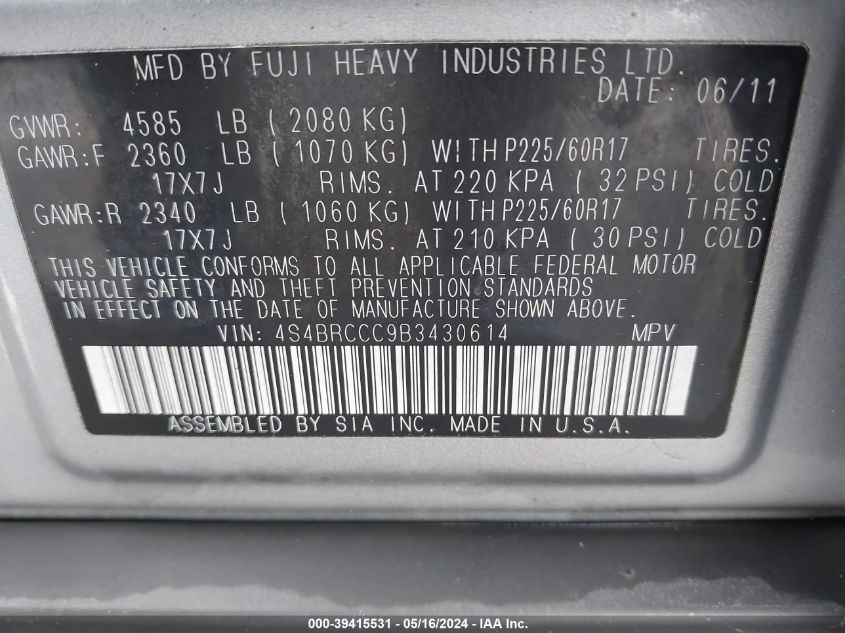 MFD BY FUJI HEAVY INDUSTRIES LTD.
DATE: 06/11
GVWR: 4585 LB ( 2080 KG)
GAWR:F 2360 LB ( 1070 KG) WITH P225/60R17 TIRES.
17X7J RIMS. AT 220 KPA ( 32 PSI) COLD
GAWR:R 2340 LB ( 1060 KG) WITH P225/60R17 TIRES.
17X7J RIMS. AT 210 KPA ( 30 PSI) COLD
THIS VEHICLE CONFORMS TO ALL APPLICABLE FEDERAL MOTOR
VEHICLE SAFETY AND THEFT PREVENTION STANDARDS
IN EFFECT ON THE DATE OF MANUFACTURE SHOWN ABOVE.
VIN: 4S4BRCCC9B3430614 MPV
ASSEMBLED BY SIA INC. MADE IN U.S.A.
000-39415531 - 05/16/2024 - IAA Inc.